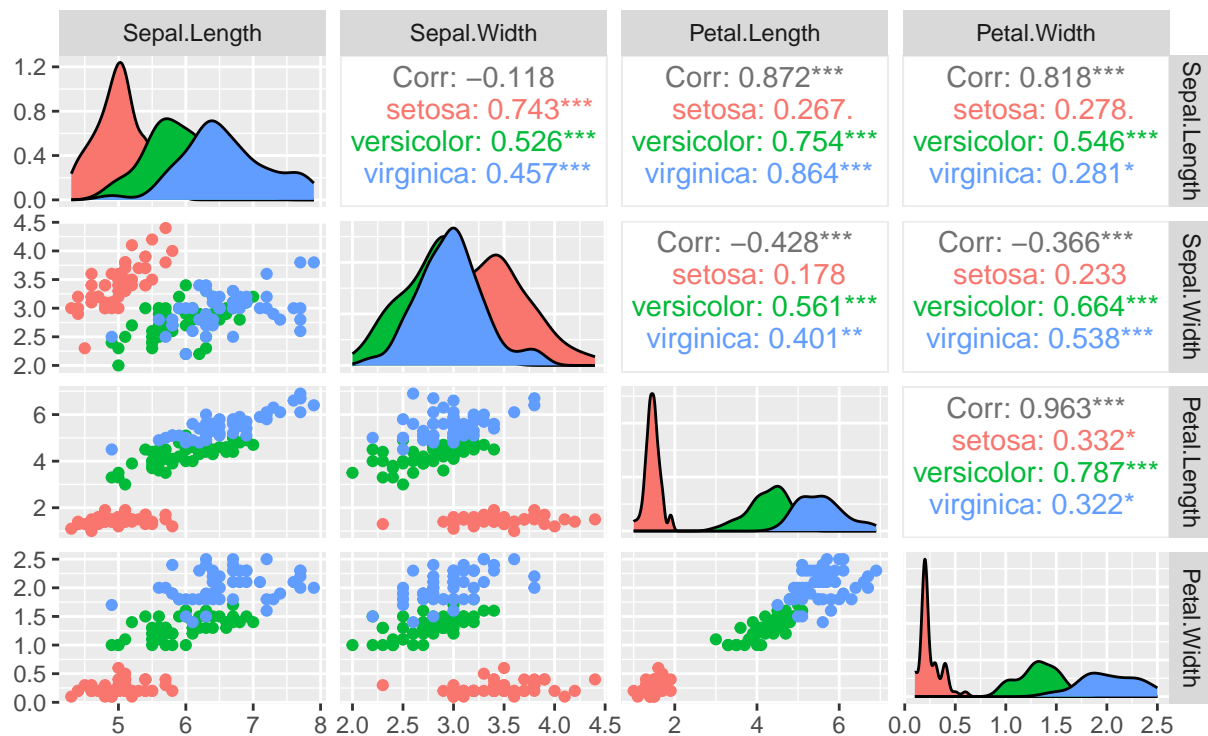 Sepal.Length
Sepal.Width
Petal.Length
Petal.Width
1.2
0.8
0.4
0.0
Corr: −0.118
setosa: 0.743***
versicolor: 0.526***
virginica: 0.457***
Corr: 0.872***
setosa: 0.267.
versicolor: 0.754***
virginica: 0.864***
Corr: 0.818***
setosa: 0.278.
versicolor: 0.546***
virginica: 0.281*
Sepal.Length
4.5
4.0
3.5
3.0
2.5
2.0
Corr: −0.428***
setosa: 0.178
versicolor: 0.561***
virginica: 0.401**
Corr: −0.366***
setosa: 0.233
versicolor: 0.664***
virginica: 0.538***
Sepal.Width
6
4
2
Corr: 0.963***
setosa: 0.332*
versicolor: 0.787***
virginica: 0.322*
Petal.Length
2.5
2.0
1.5
1.0
0.5
0.0
Petal.Width
5 6 7 8
2.0 2.5 3.0 3.5 4.0 4.5
2 4 6
0.0 0.5 1.0 1.5 2.0 2.5